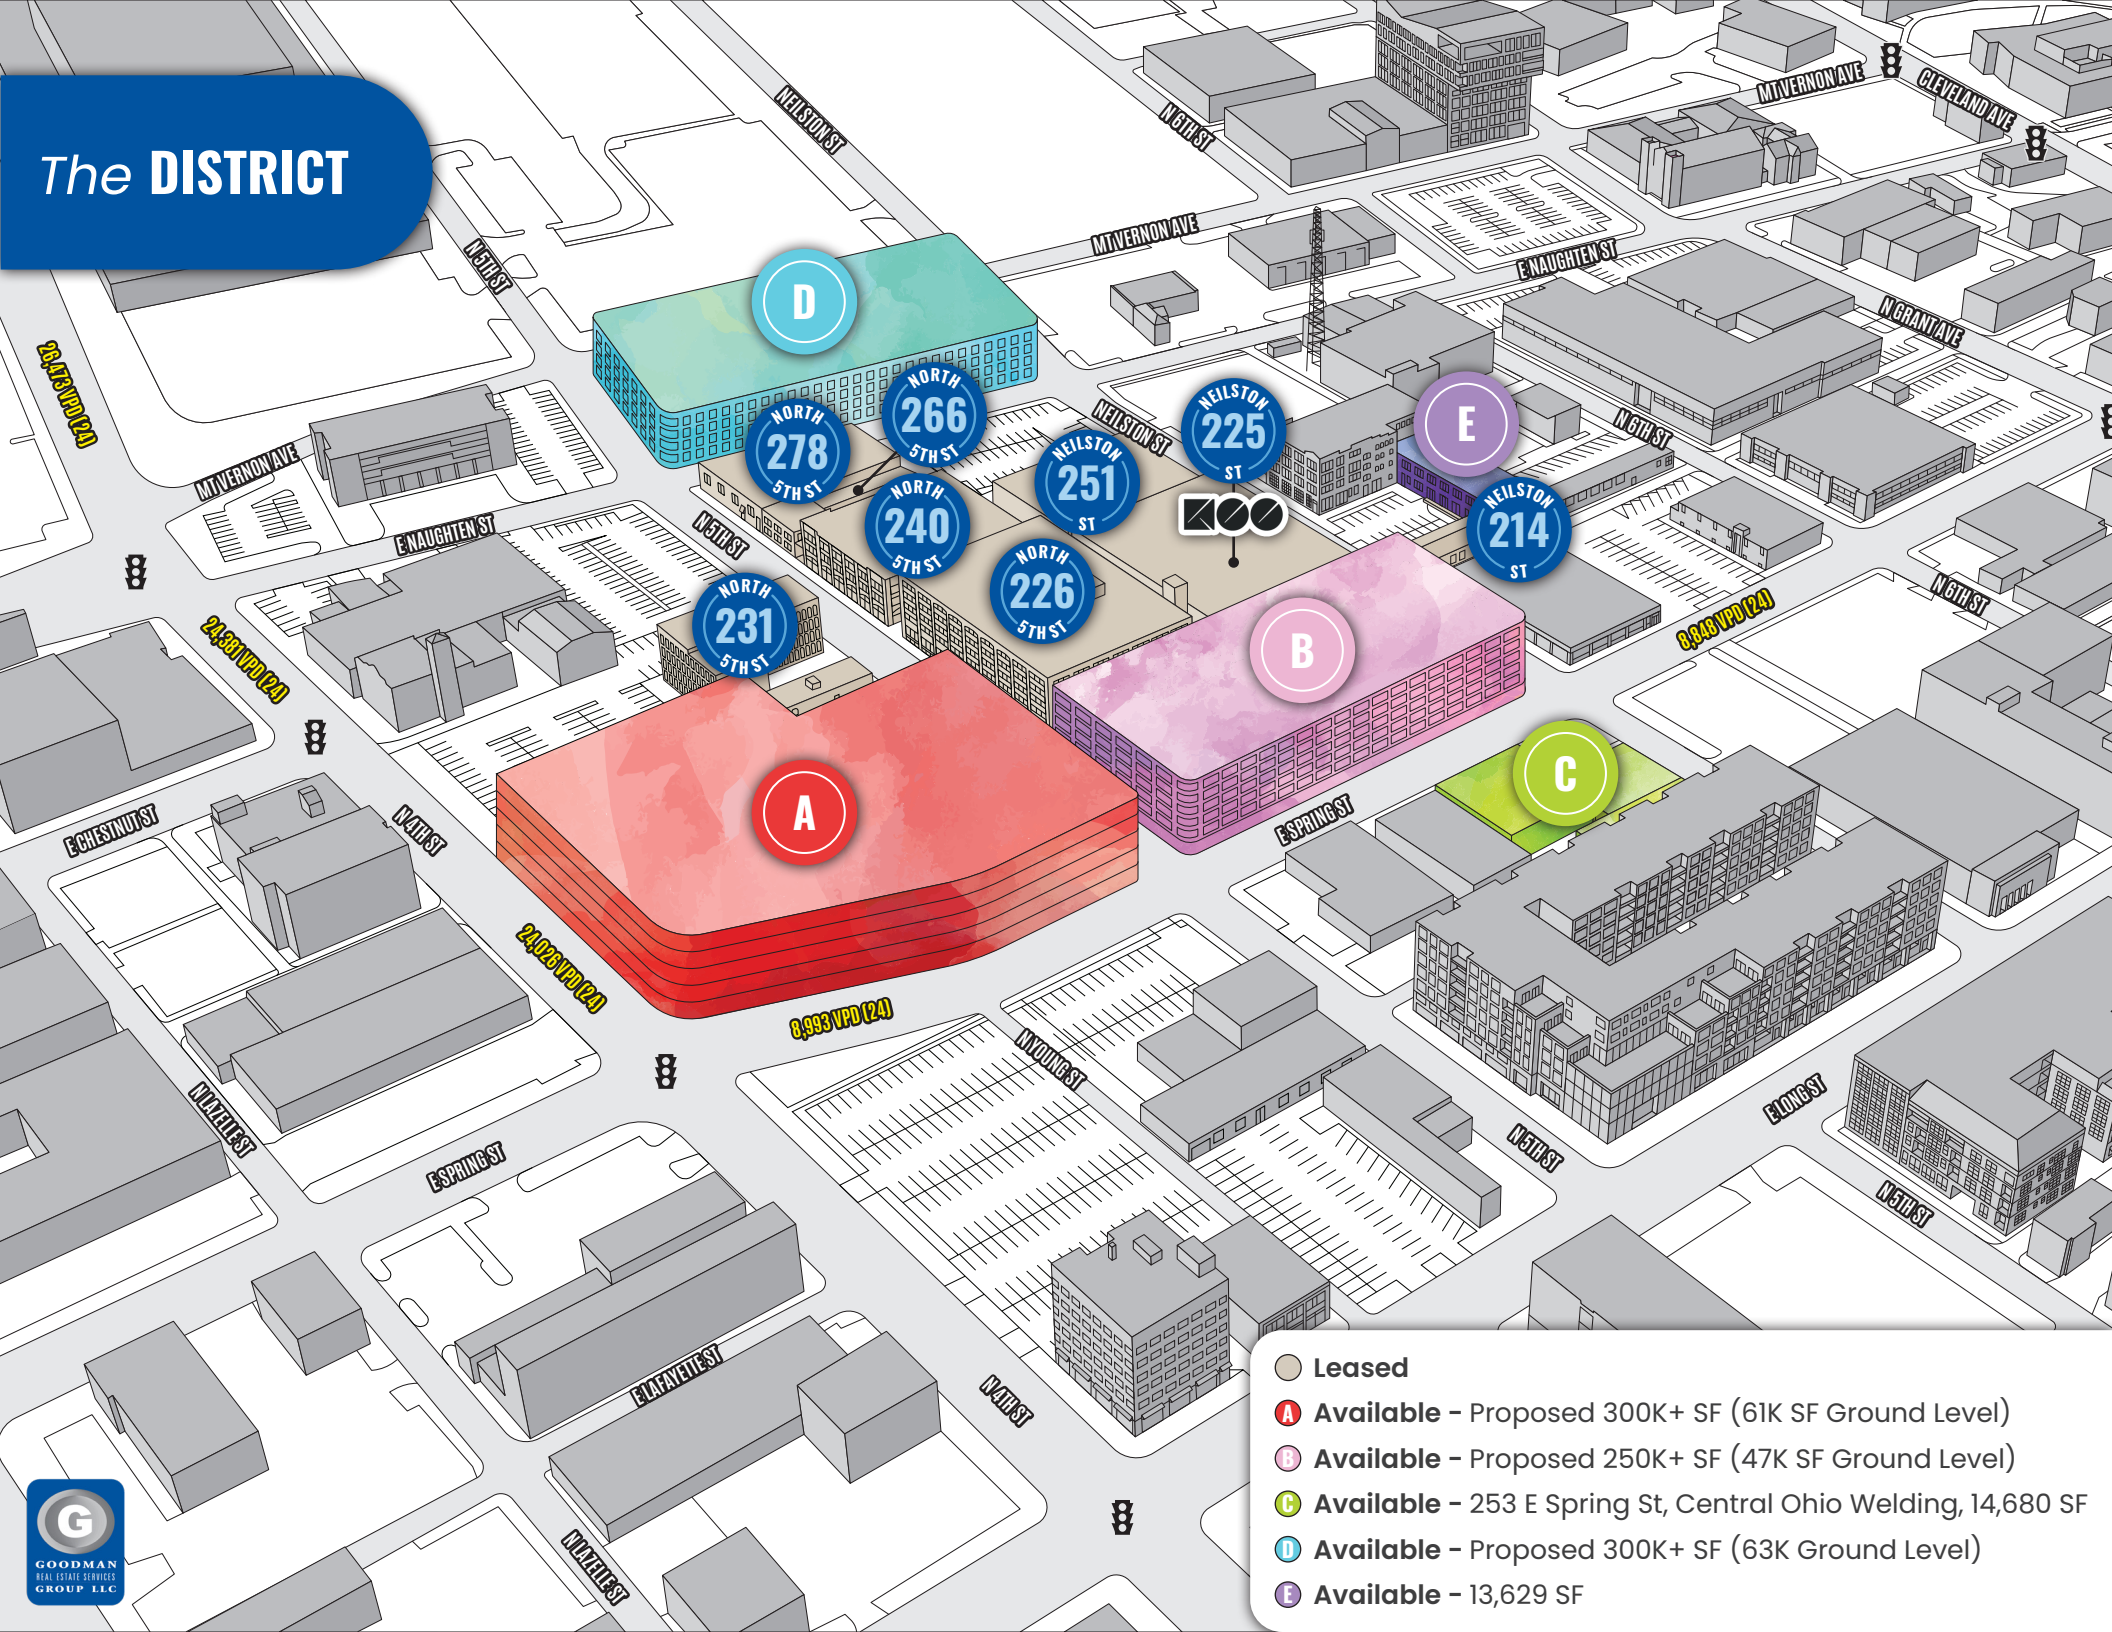 The DISTRICT
NEILSTON ST
N 6TH ST
MT VERNON AVE
CLEVELAND AVE
N 5TH ST
MT VERNON AVE
E NAUGHTEN ST
N GRANT AVE
D
26,473 VPD (24)
NORTH 266 5TH ST
NORTH 278 5TH ST
NEILSTON ST
NEILSTON 225 ST
E
N 6TH ST
MT VERNON AVE
NEILSTON 251 ST
KOO
NORTH 240 5TH ST
NEILSTON 214 ST
E NAUGHTEN ST
N 5TH ST
NORTH 226 5TH ST
N 6TH ST
NORTH 231 5TH ST
8,848 VPD (24)
24,381 VPD (24)
B
C
A
E CHESTNUT ST
N 4TH ST
E SPRING ST
24,026 VPD (24)
8,993 VPD (24)
N YOUNG ST
E LONG ST
N LAZELLE ST
N 5TH ST
E SPRING ST
N 5TH ST
E LAFAYETTE ST
N 4TH ST
N LAZELLE ST
Leased
A Available - Proposed 300K+ SF (61K SF Ground Level)
B Available - Proposed 250K+ SF (47K SF Ground Level)
C Available - 253 E Spring St, Central Ohio Welding, 14,680 SF
D Available - Proposed 300K+ SF (63K Ground Level)
E Available - 13,629 SF
G
GOODMAN
REAL ESTATE SERVICES
GROUP LLC